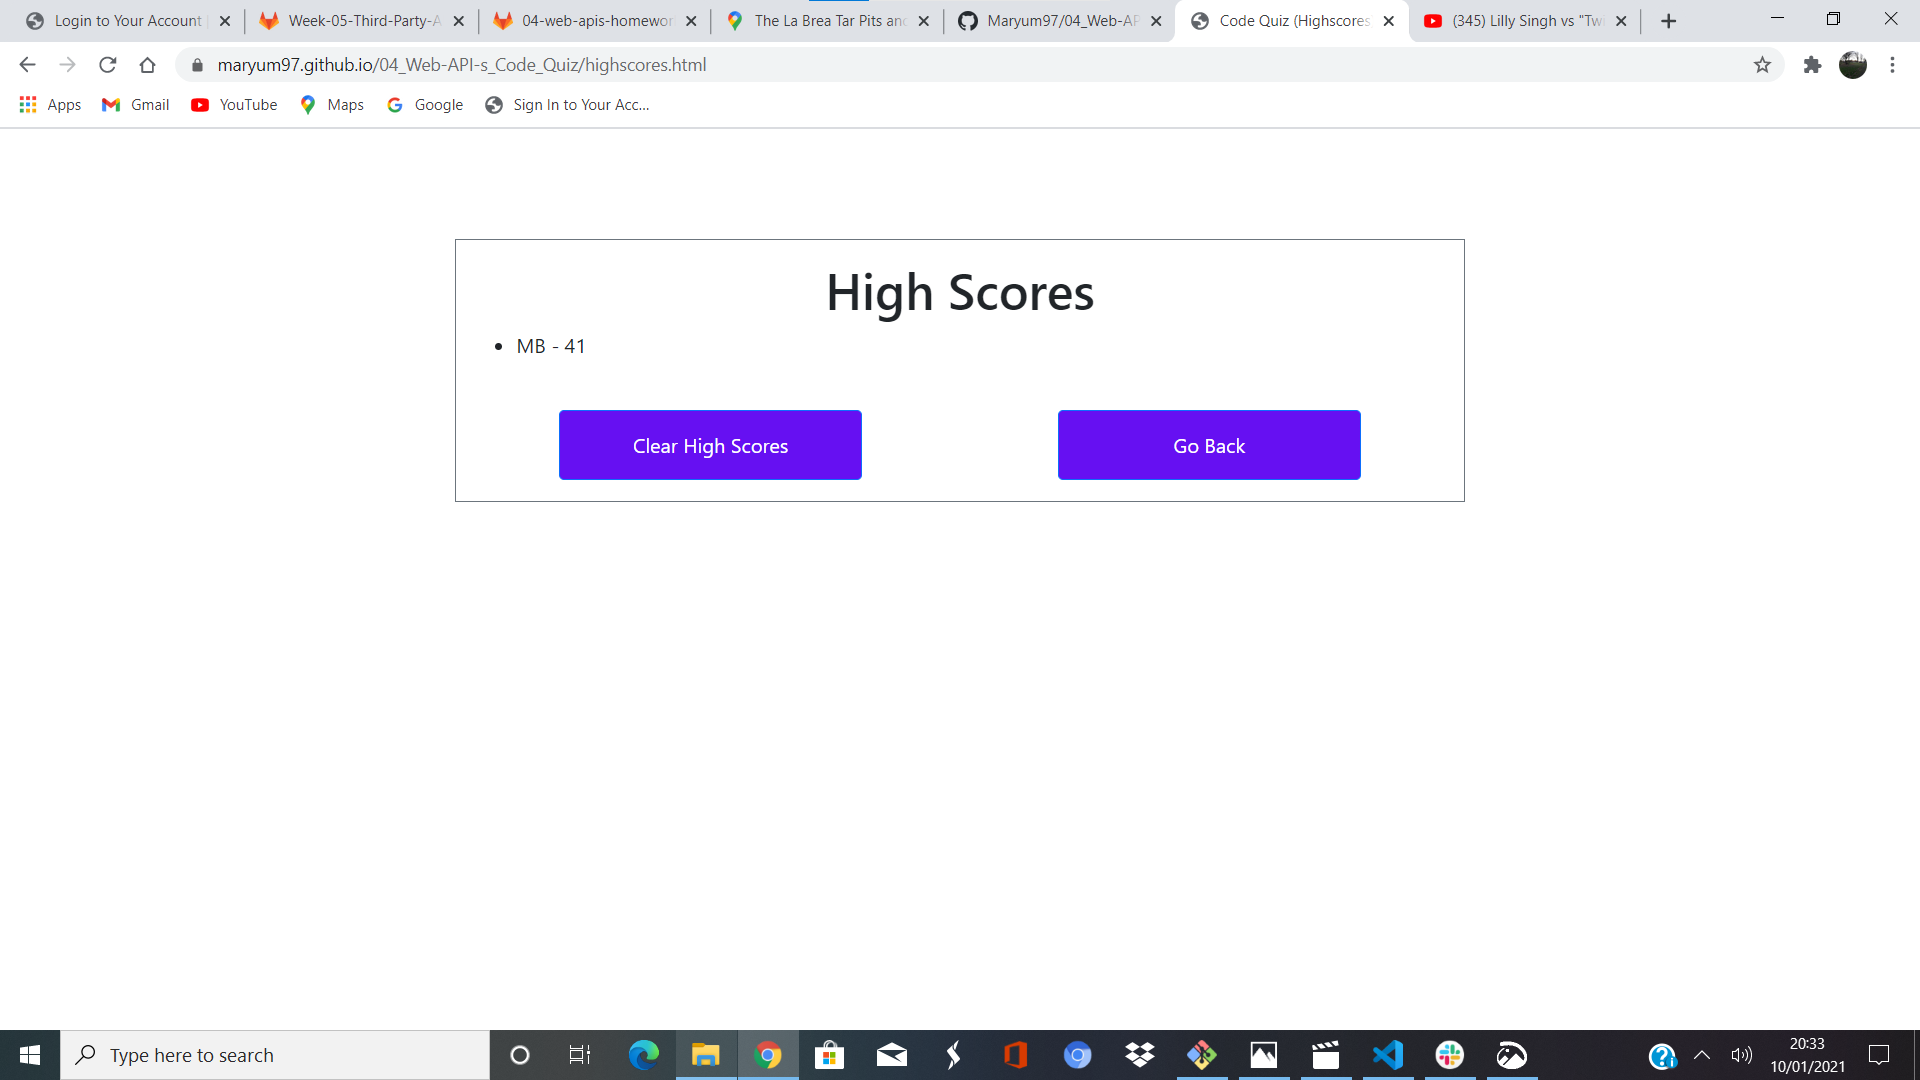 Login to Your Account
Week-05-Third-Party-A
04-web-apis-homewor
The La Brea Tar Pits and
Maryum97/04_Web-AP
Code Quiz (Highscores
(345) Lilly Singh vs "Twi
maryum97.github.io/04_Web-API-s_Code_Quiz/highscores.html
Apps
Gmail
YouTube
Maps
Google
Sign In to Your Acc...
High Scores
• MB - 41
Clear High Scores
Go Back
Type here to search
20:33
10/01/2021